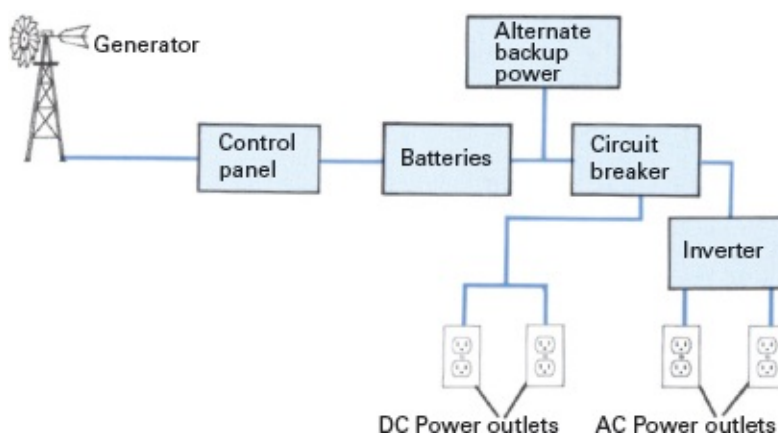 Generator
Alternate
backup
power
Control
panel
Batteries
Circuit
breaker
Inverter
DC Power outlets
AC Power outlets